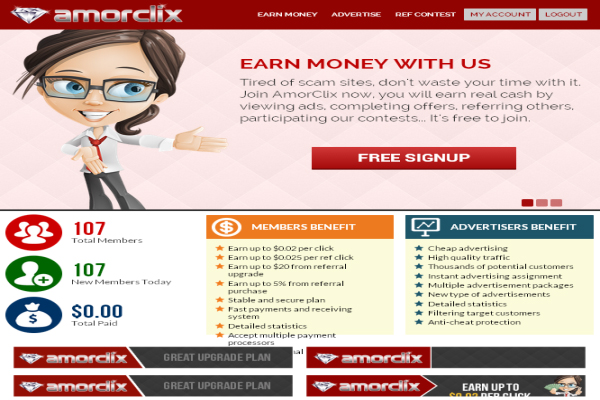 amorclix
EARN MONEY ADVERTISE REF CONTEST MY ACCOUNT LOGOUT
EARN MONEY WITH US
Tired of scam sites, don't waste your time with it.
Join AmorClix now, you will earn real cash by
viewing ads, completing offers, referring others,
participating our contests... It's free to join.
FREE SIGNUP
107
Total Members
107
New Members Today
$0.00
Total Paid
MEMBERS BENEFIT
Earn up to $0.02 per click
Earn up to $0.025 per ref click
Earn up to $20 from referral
upgrade
Earn up to 5% from referral
purchase
Stable and secure plan
Fast payments and receiving
system
Detailed statistics
Accept multiple payment
processors
ADVERTISERS BENEFIT
Cheap advertising
High quality traffic
Thousands of potential customers
Instant advertising assignment
Multiple advertisement packages
New type of advertisements
Detailed statistics
Filtering target customers
Anti-cheat protection
amorclix GREAT UPGRADE PLAN
amorclix
amorclix GREAT UPGRADE PLAN
amorclix EARN UP TO
$0.02 PER CLICK